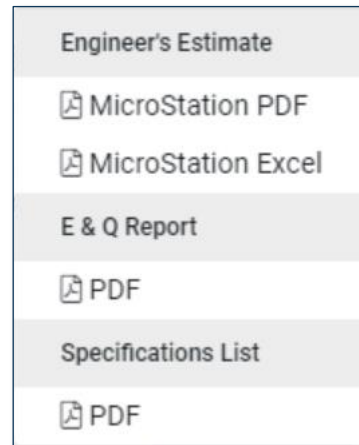 Engineer's Estimate
MicroStation PDF
MicroStation Excel
E & Q Report
PDF
Specifications List
PDF